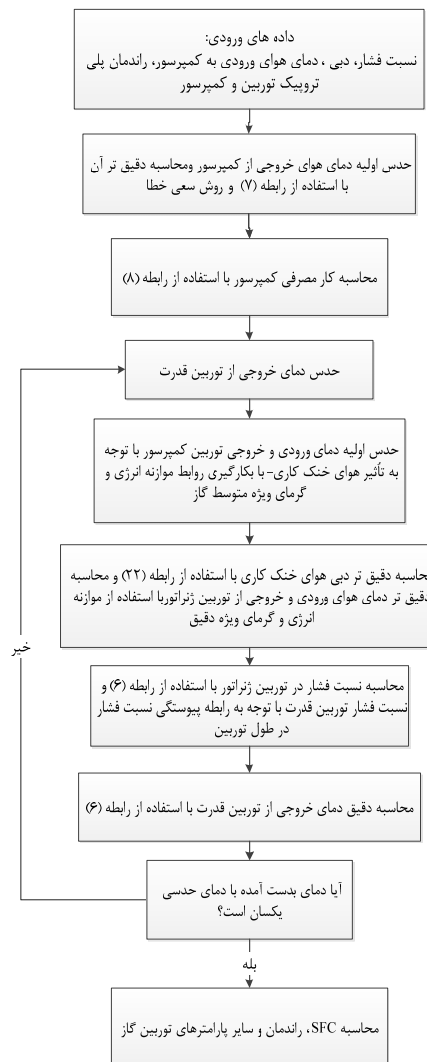 داده های ورودی:
نسبت فشار، دبی ، دمای هوای ورودی به کمپرسور، راندمان پلی
تروپیک توربین و کمپرسور
حدس اولیه دمای هوای خروجی از کمپرسور ومحاسبه دقیق تر آن
با استفاده از رابطه (۷) و روش سعی خطا
محاسبه کار مصرفی کمپرسور با استفاده از رابطه (۸)
حدس دمای خروجی از توربین قدرت
حدس اولیه دمای ورودی و خروجی توربین کمپرسور با توجه
به تأثیر هوای خنک کاری- با بکارگیری روابط موازنه انرژی و
گرمای ویژه متوسط گاز
محاسبه دقیق تر دبی هوای خنک کاری با استفاده از رابطه (۲۲) و محاسبه
دقیق تر دمای هوای ورودی و خروجی از توربین ژنراتوربا استفاده از موازنه
انرژی و گرمای ویژه دقیق
خیر
محاسبه نسبت فشار در توربین ژنراتور با استفاده از رابطه (۶) و
نسبت فشار توربین قدرت با توجه به رابطه پیوستگی نسبت فشار
در طول توربین
محاسبه دقیق دمای خروجی از توربین قدرت با استفاده از رابطه (۶)
آیا دمای بدست آمده با دمای حدسی
یکسان است؟
بله
محاسبه SFC، راندمان و سایر پارامترهای توربین گاز